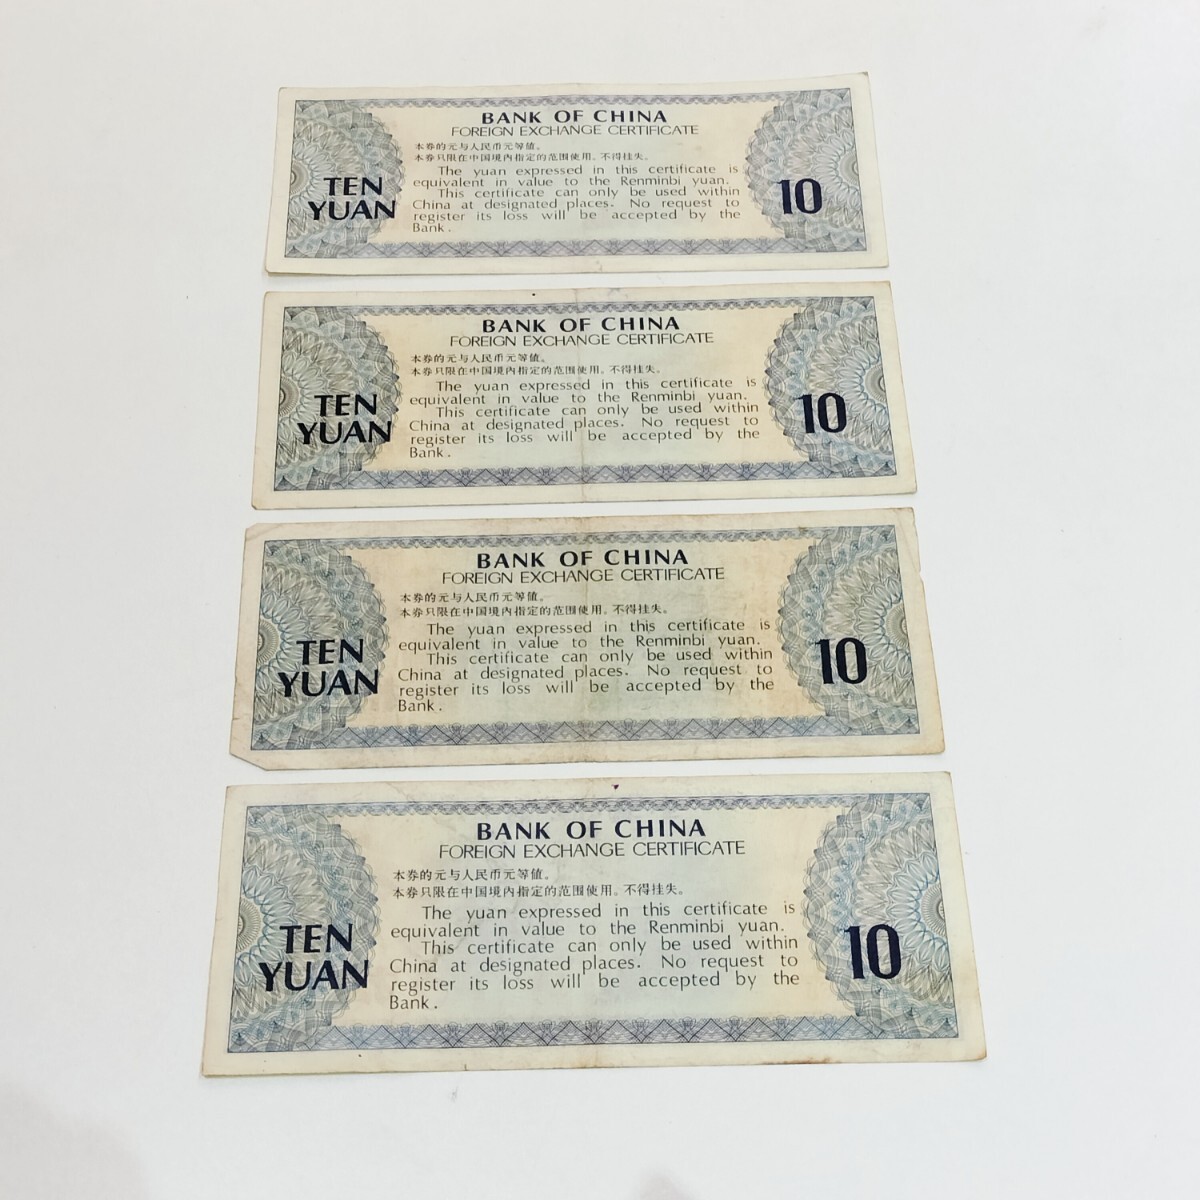 BANK OF CHINA
FOREIGN EXCHANGE CERTIFICATE
本券的元与人民币元等值。
本券只限在中国境内指定的范围使用。不得挂失。
The yuan expressed in this certificate is
equivalent in value to the Renminbi yuan.
This certificate can only be used within
China at designated places. No request to
register its loss will be accepted by the
Bank.
TEN
YUAN
10
BANK OF CHINA
FOREIGN EXCHANGE CERTIFICATE
本券的元与人民币元等值。
本券只限在中国境内指定的范围使用。不得挂失。
The yuan expressed in this certificate is
equivalent in value to the Renminbi yuan.
This certificate can only be used within
China at designated places. No request to
register its loss will be accepted by the
Bank.
TEN
YUAN
10
BANK OF CHINA
FOREIGN EXCHANGE CERTIFICATE
本券的元与人民币元等值。
本券只限在中国境内指定的范围使用。不得挂失。
The yuan expressed in this certificate is
equivalent in value to the Renminbi yuan.
This certificate can only be used within
China at designated places. No request to
register its loss will be accepted by the
Bank.
TEN
YUAN
10
BANK OF CHINA
FOREIGN EXCHANGE CERTIFICATE
本券的元与人民币元等值。
本券只限在中国境内指定的范围使用。不得挂失。
The yuan expressed in this certificate is
equivalent in value to the Renminbi yuan.
This certificate can only be used within
China at designated places. No request to
register its loss will be accepted by the
Bank.
TEN
YUAN
10